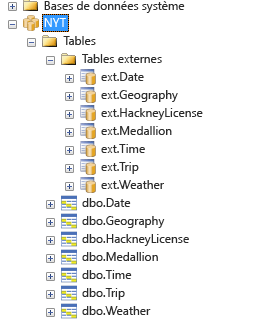 Bases de données système
NYT
Tables
Tables externes
ext.Date
ext.Geography
ext.HackneyLicense
ext.Medallion
ext.Time
ext.Trip
ext.Weather
dbo.Date
dbo.Geography
dbo.HackneyLicense
dbo.Medallion
dbo.Time
dbo.Trip
dbo.Weather